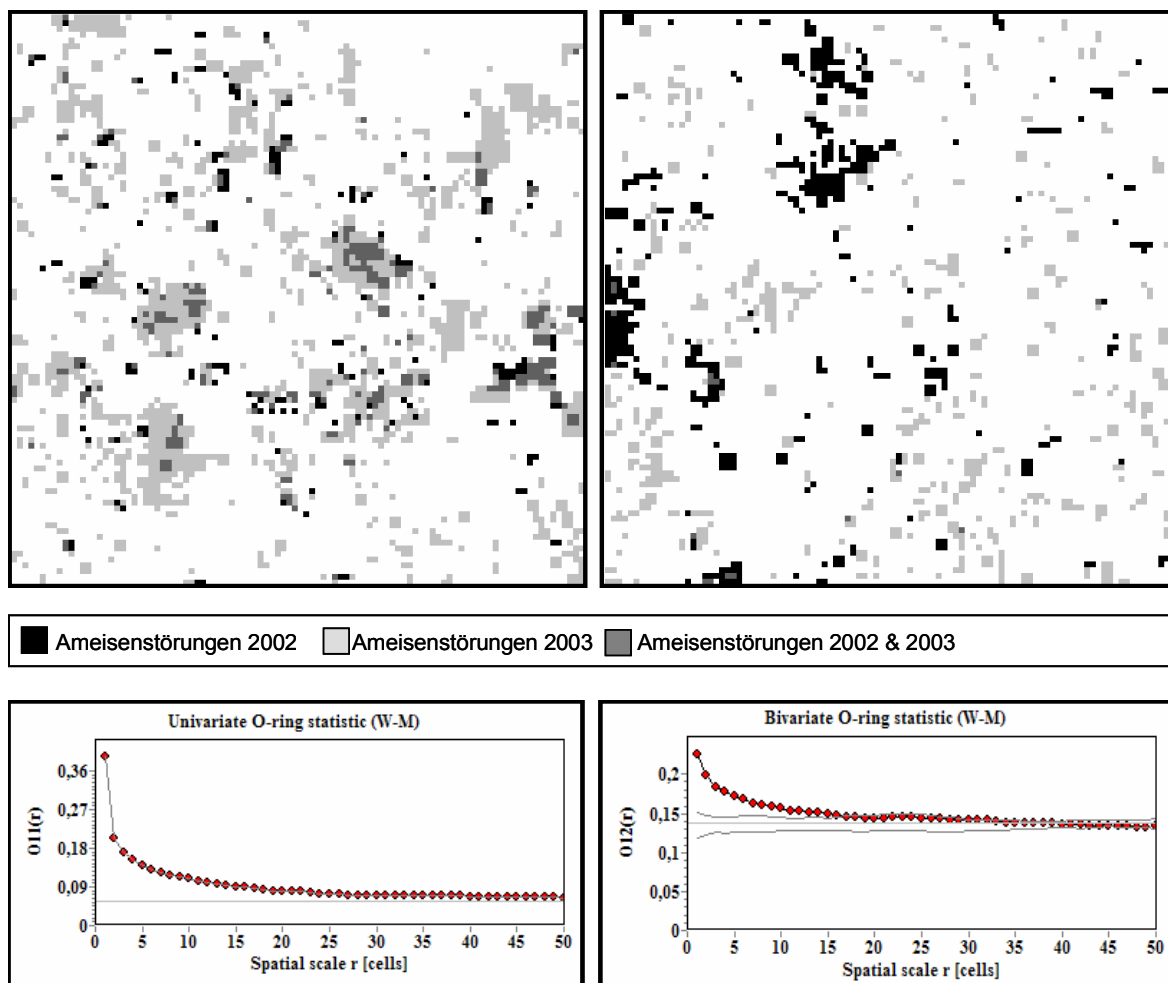 Ameisenstörungen 2002 Ameisenstörungen 2003 Ameisenstörungen 2002 & 2003
Univariate O-ring statistic (W-M)
O11(r)
0,36
0,27
0,18
0,09
0
0 5 10 15 20 25 30 35 40 45 50
Spatial scale r [cells]
Bivariate O-ring statistic (W-M)
O12(r)
0,2
0,15
0,1
0,05
0
0 5 10 15 20 25 30 35 40 45 50
Spatial scale r [cells]